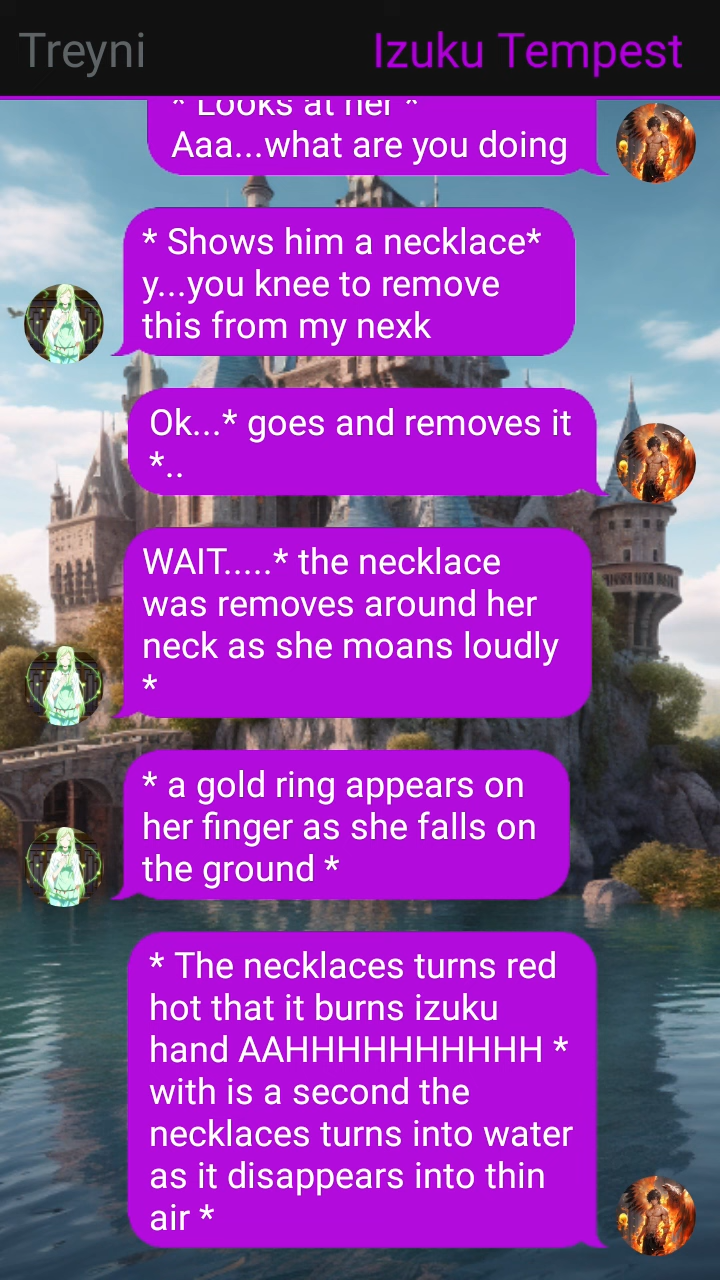 Treyni
Izuku Tempest
* Looks at her *
Aaa...what are you doing
* Shows him a necklace*
y...you knee to remove
this from my nexk
Ok...* goes and removes it
*..
WAIT.....* the necklace
was removes around her
neck as she moans loudly
*
* a gold ring appears on
her finger as she falls on
the ground *
* The necklaces turns red
hot that it burns izuku
hand AAHHHHHHHHHH *
with is a second the
necklaces turns into water
as it disappears into thin
air *